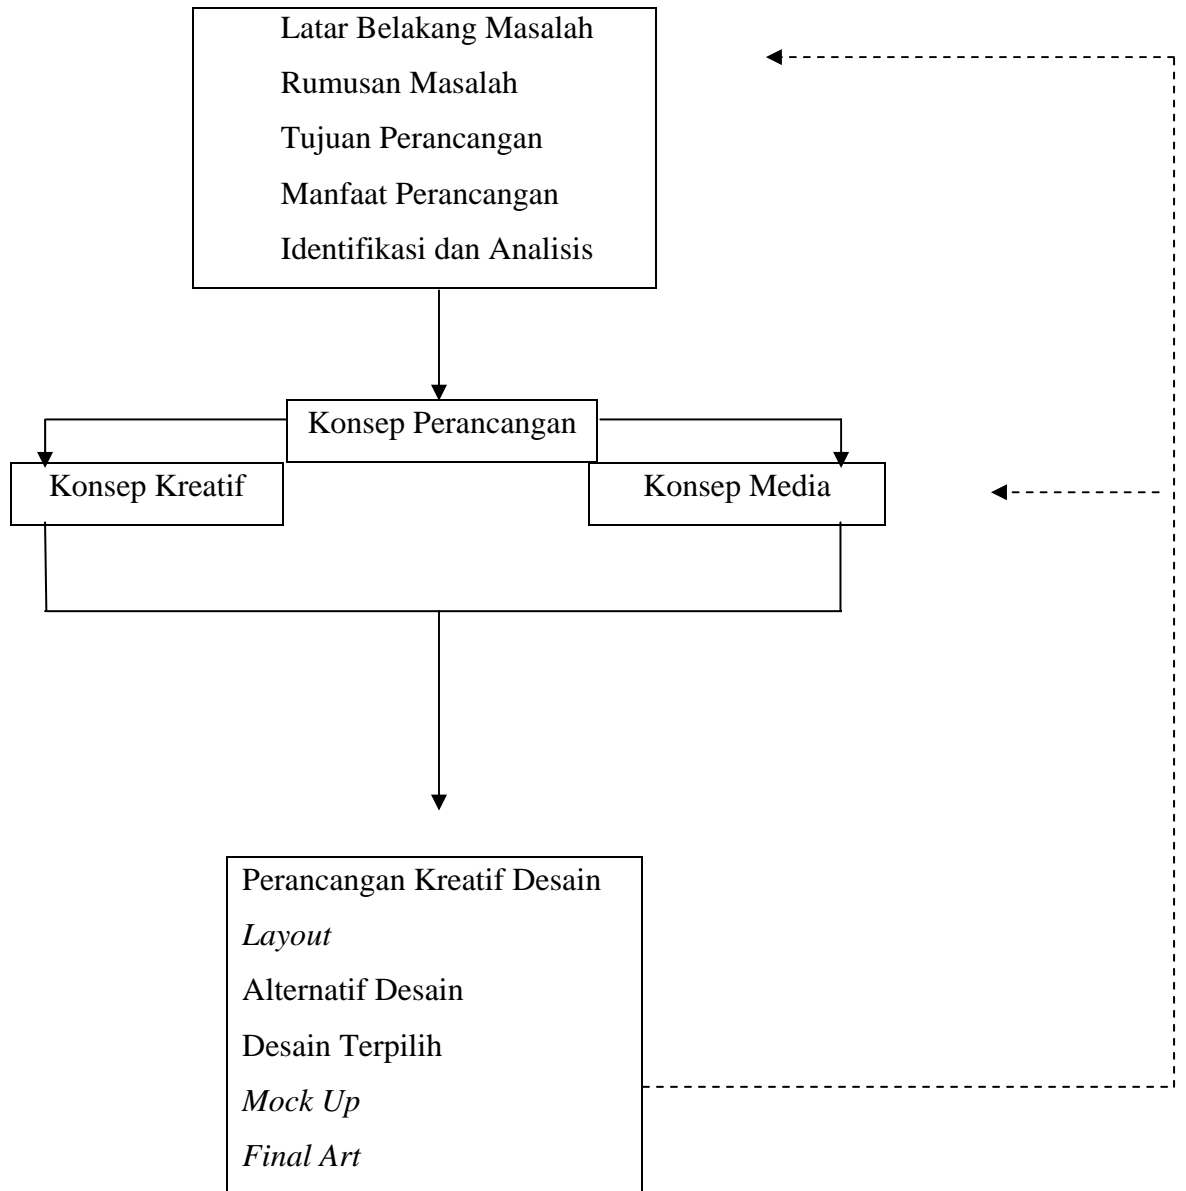 Latar Belakang Masalah
Rumusan Masalah
Tujuan Perancangan
Manfaat Perancangan
Identifikasi dan Analisis
Konsep Perancangan
Konsep Kreatif
Konsep Media
Perancangan Kreatif Desain
Layout
Alternatif Desain
Desain Terpilih
Mock Up
Final Art